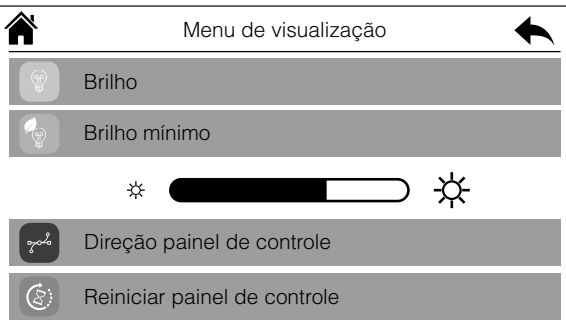 Menu de visualização
Brilho
Brilho mínimo
Direção painel de controle
Reiniciar painel de controle